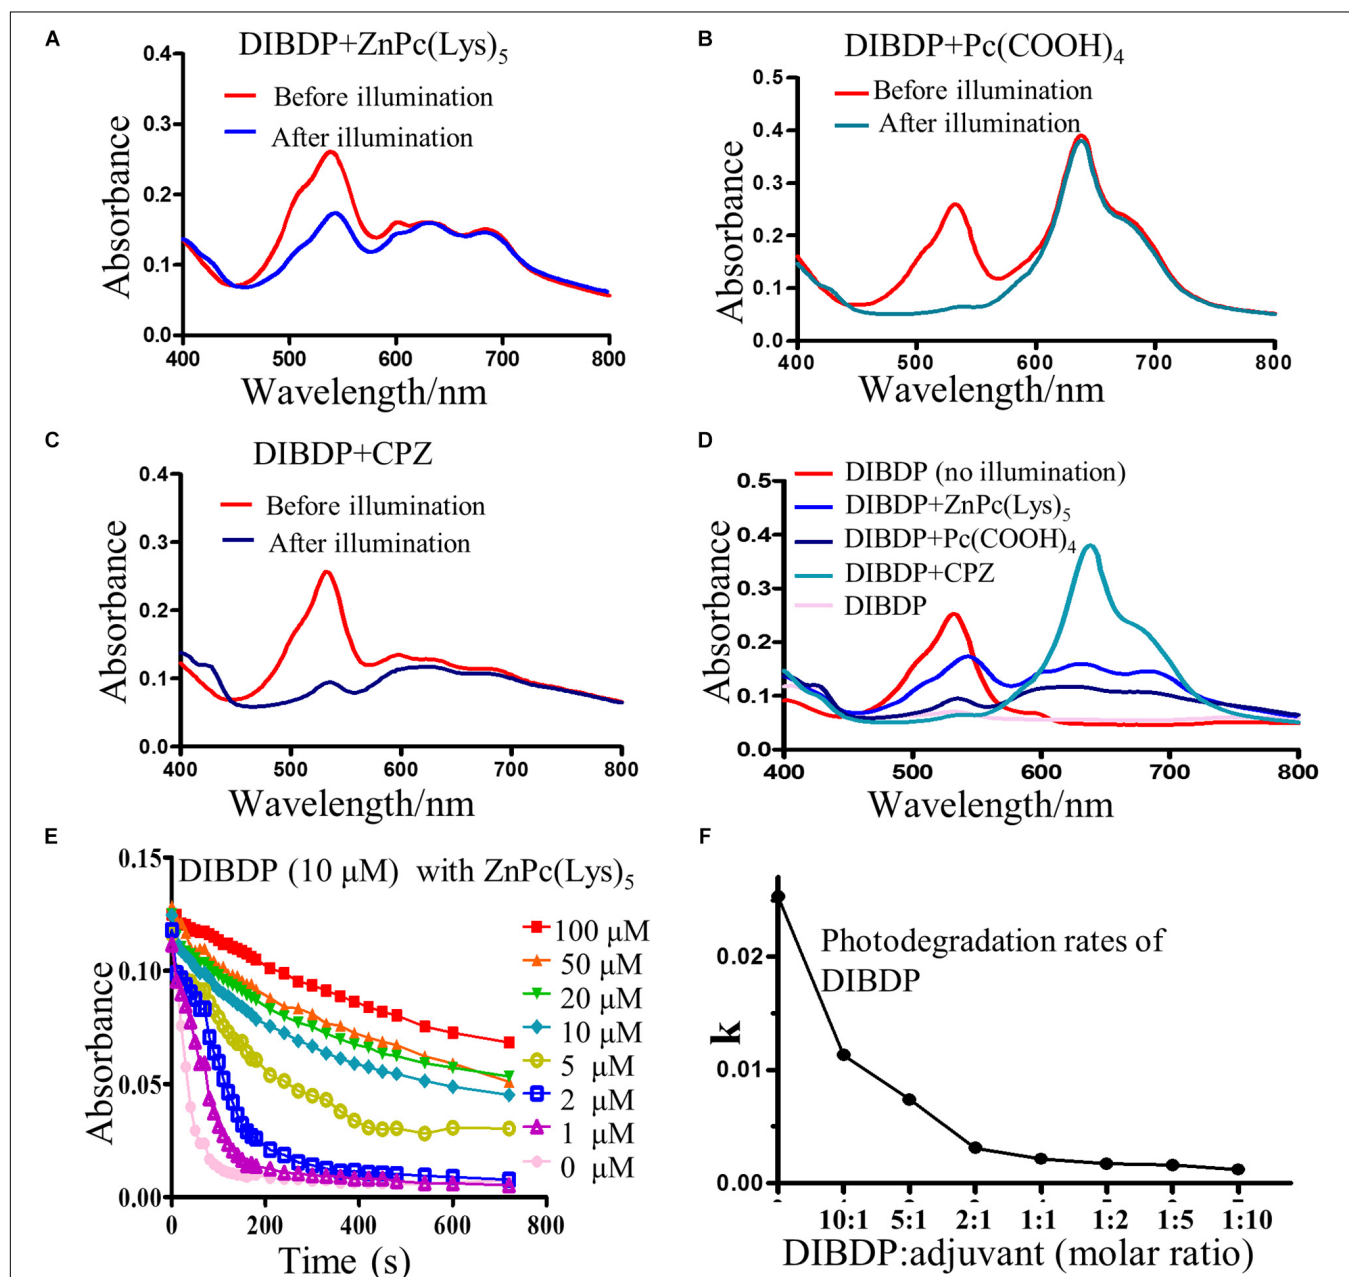 A
DIBDP+ZnPc(Lys)5
Before illumination
After illumination
Absorbance
0.4
0.3
0.2
0.1
0.0
400 500 600 700 800
Wavelength/nm
B
DIBDP+Pc(COOH)4
Before illumination
After illumination
Absorbance
0.5
0.4
0.3
0.2
0.1
0.0
400 500 600 700 800
Wavelength/nm
C
DIBDP+CPZ
Before illumination
After illumination
Absorbance
0.4
0.3
0.2
0.1
0.0
400 500 600 700 800
Wavelength/nm
D
DIBDP (no illumination)
DIBDP+ZnPc(Lys)5
DIBDP+Pc(COOH)4
DIBDP+CPZ
DIBDP
Absorbance
0.5
0.4
0.3
0.2
0.1
0.0
400 500 600 700 800
Wavelength/nm
E
DIBDP (10 μM) with ZnPc(Lys)5
100 μM
50 μM
20 μM
10 μM
5 μM
2 μM
1 μM
0 μM
Absorbance
0.15
0.10
0.05
0.00
0 200 400 600 800
Time (s)
F
Photodegradation rates of
DIBDP
k
0.02
0.01
0.00
10:1 5:1 2:1 1:1 1:2 1:5 1:10
DIBDP:adjuvant (molar ratio)